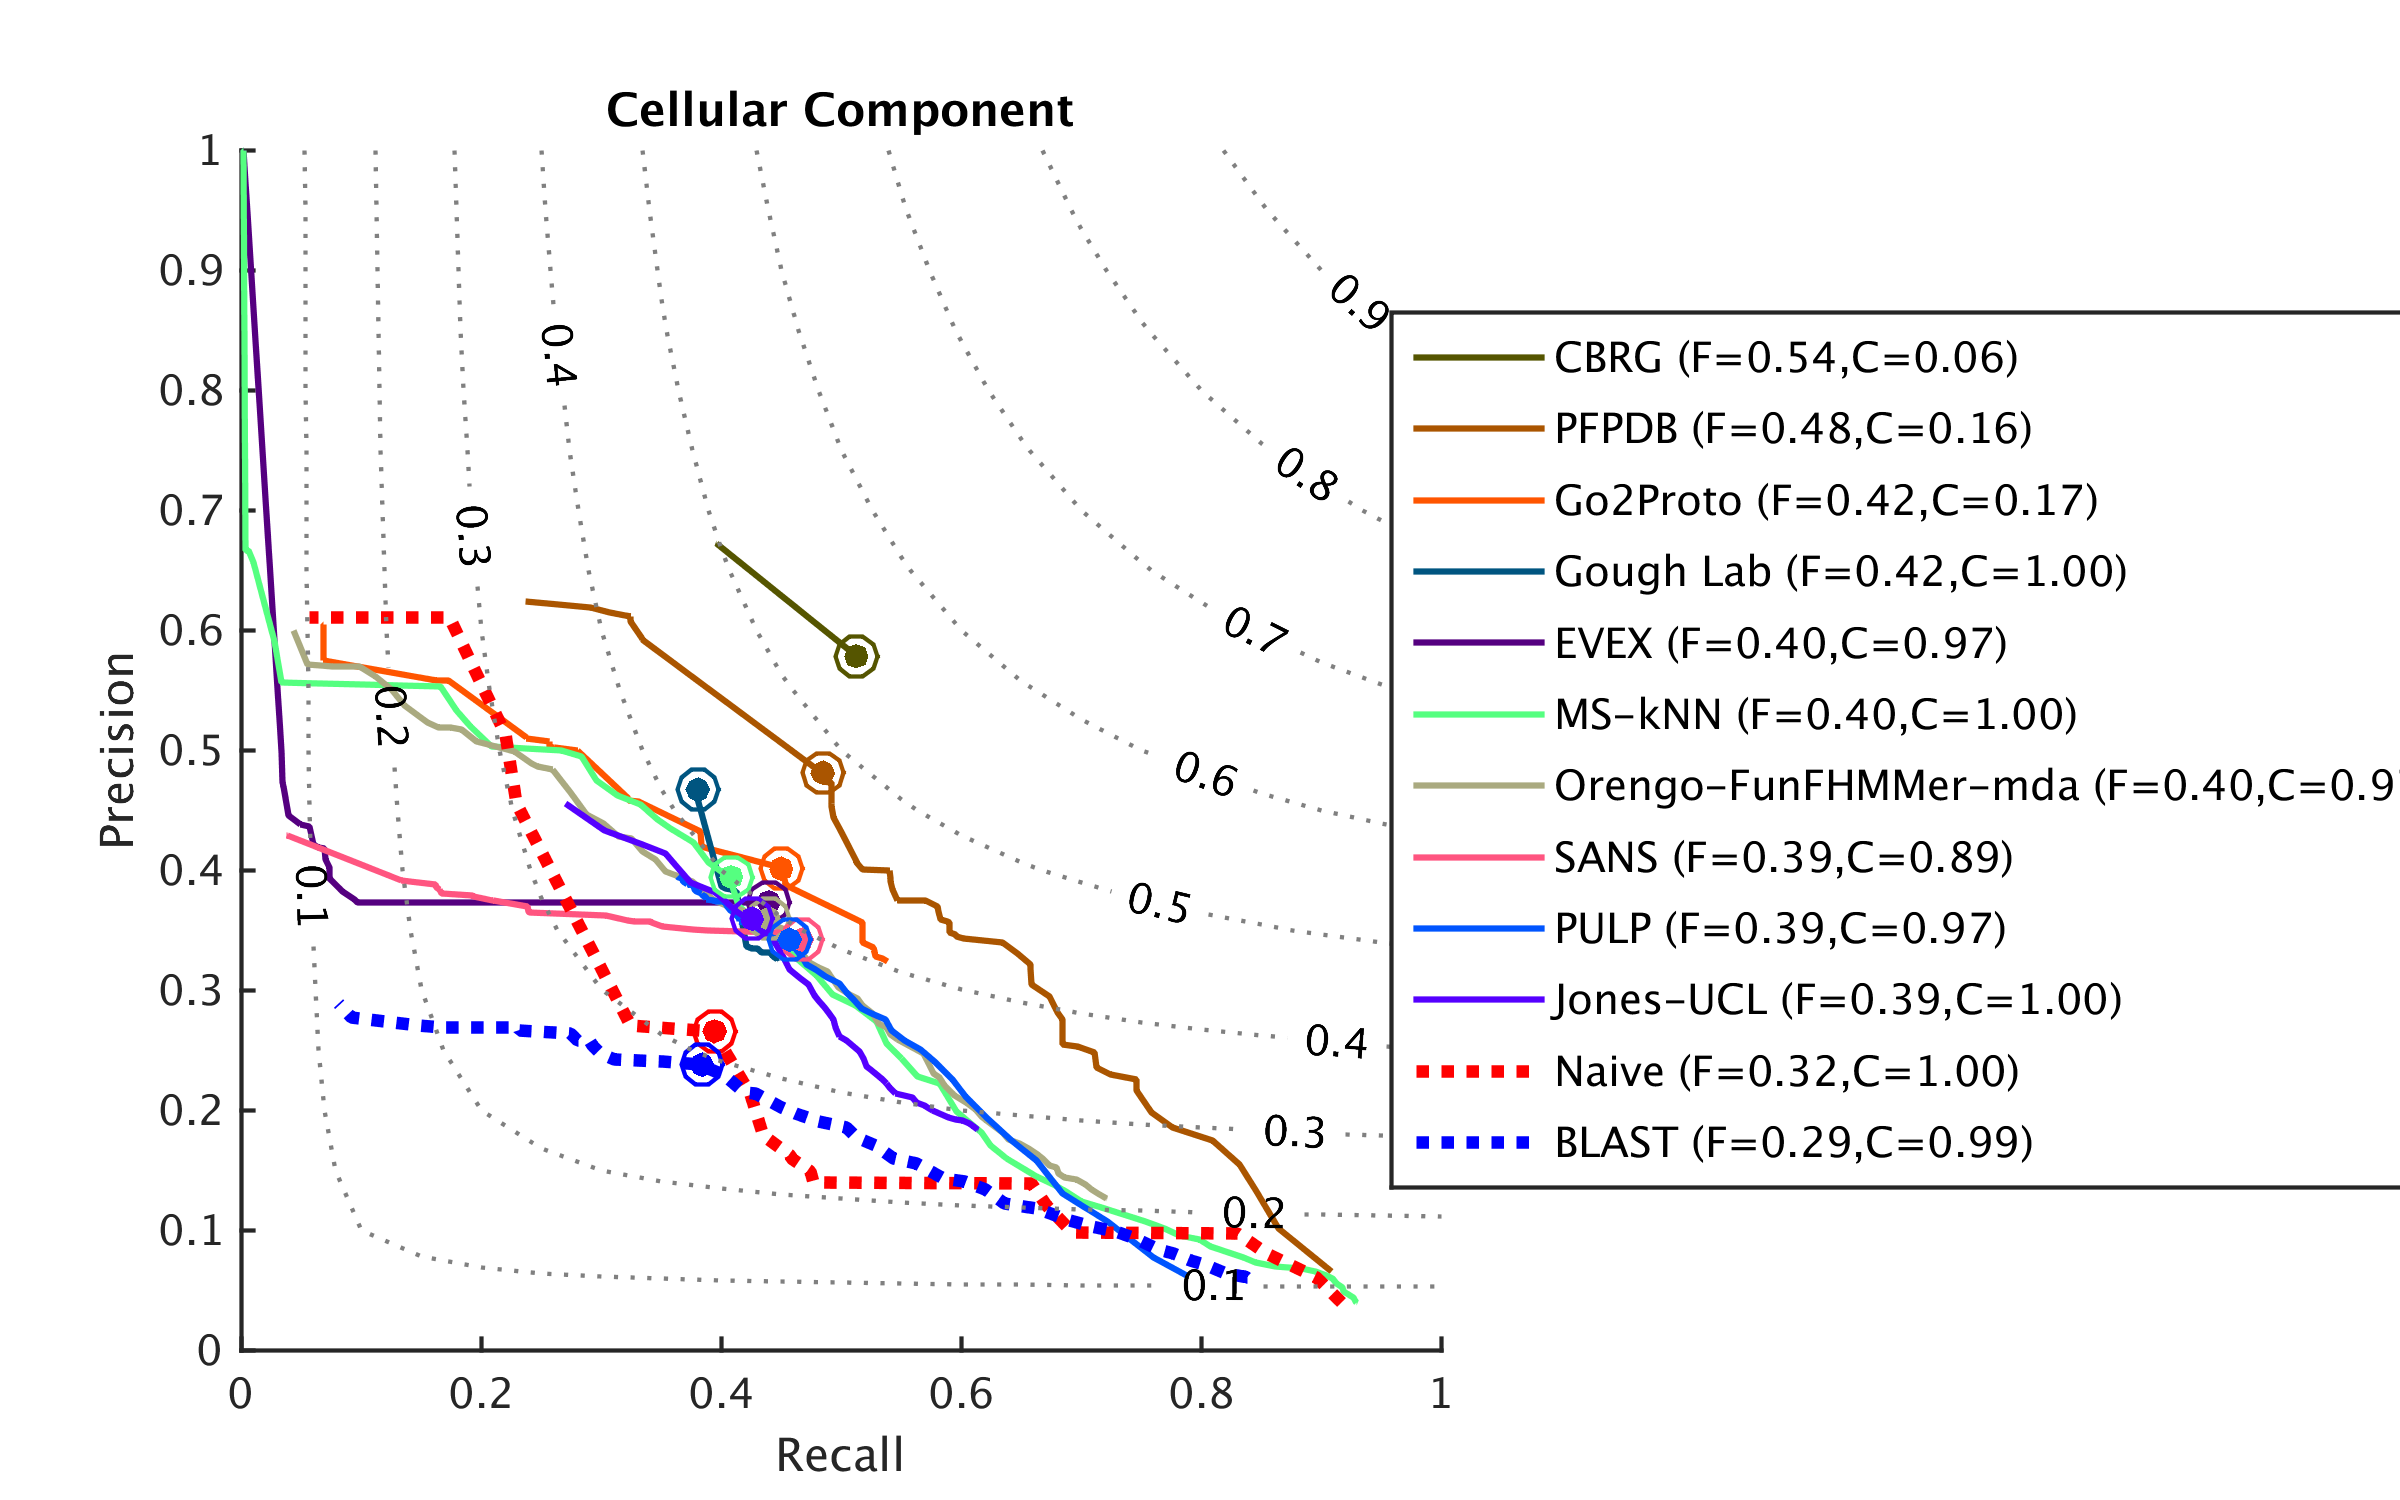 Cellular Component
Precision
1
0.9
0.8
0.7
0.6
0.5
0.4
0.3
0.2
0.1
0
0
0.2
0.4
0.6
0.8
1
Recall
0.1
0.2
0.3
0.4
0.9
0.8
0.7
0.6
0.5
0.4
0.3
0.2
0.1
CBRG (F=0.54,C=0.06)
PFPDB (F=0.48,C=0.16)
Go2Proto (F=0.42,C=0.17)
Gough Lab (F=0.42,C=1.00)
EVEX (F=0.40,C=0.97)
MS-kNN (F=0.40,C=1.00)
Orengo-FunFHMMer-mda (F=0.40,C=0.9
SANS (F=0.39,C=0.89)
PULP (F=0.39,C=0.97)
Jones-UCL (F=0.39,C=1.00)
Naive (F=0.32,C=1.00)
BLAST (F=0.29,C=0.99)